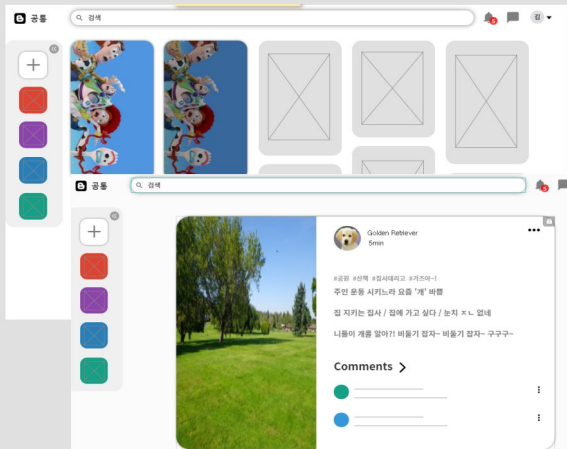 B 공통
검색
5
김
B 공통
검색
5
Golden Retriever
5min
#공원 #산책 #집사데리고 #가즈아~!
주인 운동 시키느라 요즘 '개' 바쁨
집 지키는 집사 / 집에 가고 싶다 / 눈치 ㅈㄴ 없네
니들이 개를 알아?! 비둘기 잡자~ 비둘기 잡자~ 구구구~
Comments